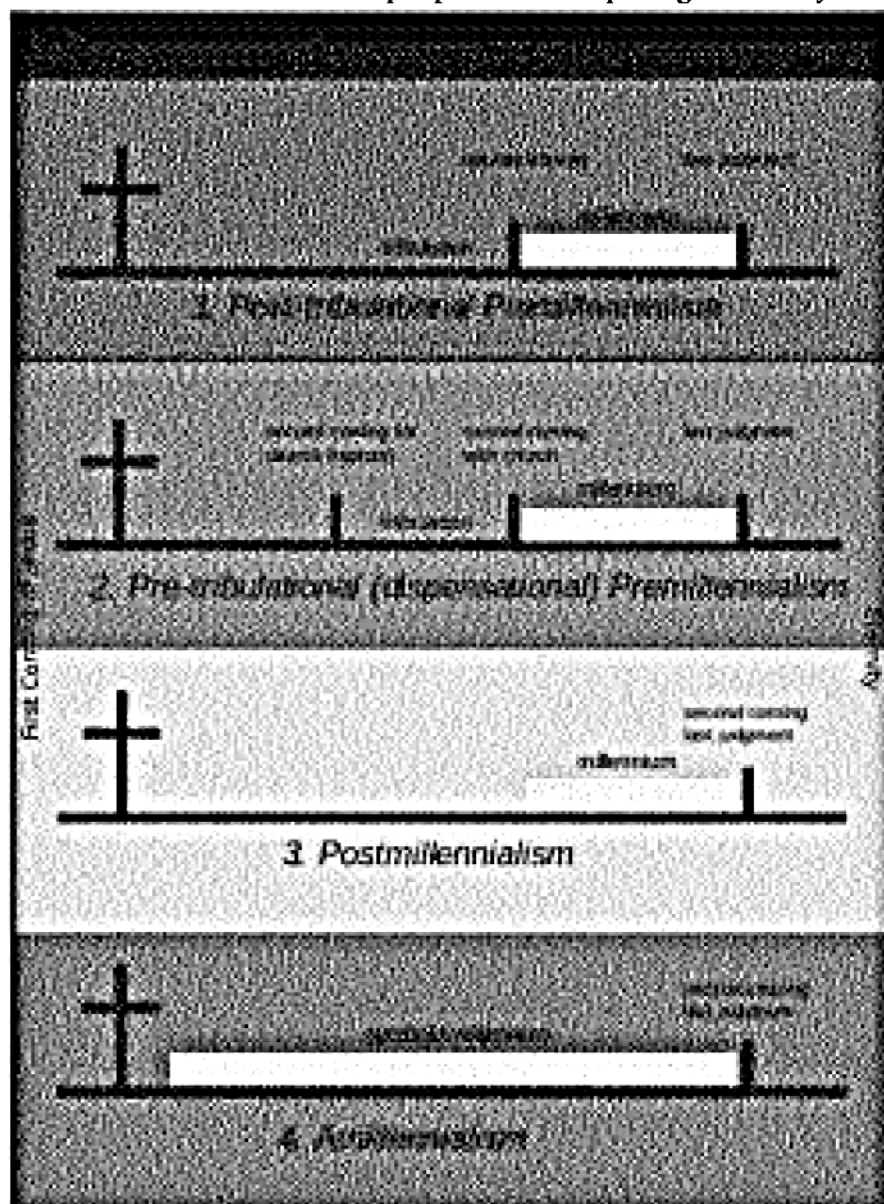 second coming
last judgment
millennium
tribulation
1. Post-tribulational Premillennialism
second coming for
church (rapture)
second coming
with church
last judgment
millennium
tribulation
2. Pre-tribulational (dispensational) Premillennialism
First Coming of Jesus
second coming
last judgment
millennium
3. Postmillennialism
second coming
last judgment
4. Amillennialism